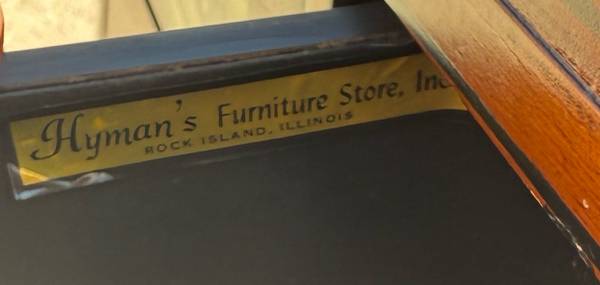 Hyman's Furniture Store, Inc
ROCK ISLAND, ILLINOIS